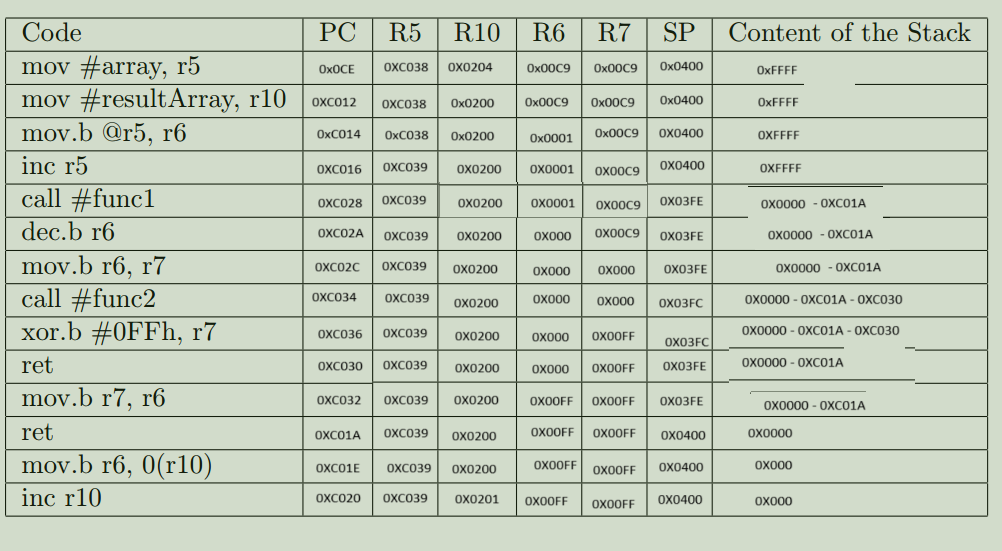 Code PC R5 R10 R6 R7 SP Content of the Stack
mov #array, r5 0x0CE 0XC038 0X0204 0x00C9 0x00C9 0x0400 0xFFFF
mov #resultArray, r10 0XC012 0XC038 0x0200 0x00C9 0x00C9 0x0400 0xFFFF
mov.b @r5, r6 0xC014 0xC038 0x0200 0x0001 0x00C9 0X0400 0XFFFF
inc r5 0XC016 0XC039 0X0200 0X0001 0X00C9 0X0400 0XFFFF
call #func1 0XC028 0XC039 0X0200 0X0001 0X00C9 0X03FE 0X0000 - 0XC01A
dec.b r6 0XC02A 0XC039 0X0200 0X000 0X00C9 0X03FE 0X0000 - 0XC01A
mov.b r6, r7 0XC02C 0XC039 0X0200 0X000 0X000 0X03FE 0X0000 - 0XC01A
call #func2 0XC034 0XC039 0X0200 0X000 0X000 0X03FC 0X0000 - 0XC01A - 0XC030
xor.b #0FFh, r7 0XC036 0XC039 0X0200 0X000 0X00FF 0X03FC 0X0000 - 0XC01A - 0XC030
ret 0XC030 0XC039 0X0200 0X000 0X00FF 0X03FE 0X0000 - 0XC01A
mov.b r7, r6 0XC032 0XC039 0X0200 0X00FF 0X00FF 0X03FE 0X0000 - 0XC01A
ret 0XC01A 0XC039 0X0200 0X00FF 0X00FF 0X0400 0X0000
mov.b r6, 0(r10) 0XC01E 0XC039 0X0200 0X00FF 0X00FF 0X0400 0X000
inc r10 0XC020 0XC039 0X0201 0X00FF 0X00FF 0X0400 0X000